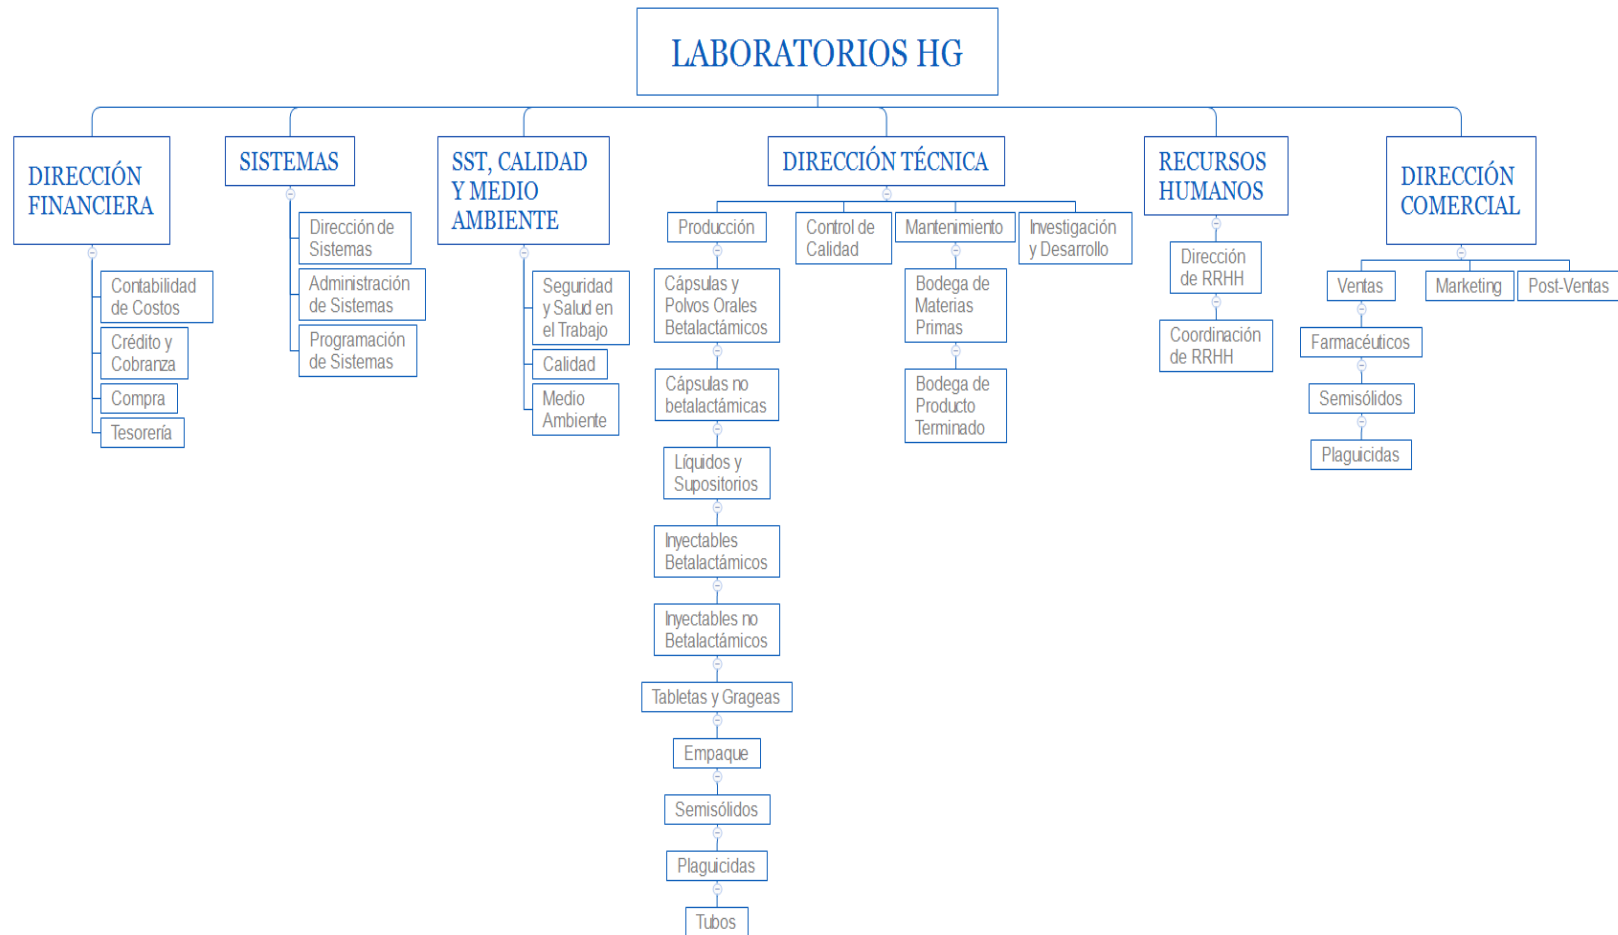 LABORATORIOS HG
DIRECCIÓN
FINANCIERA
Contabilidad
de Costos
Crédito y
Cobranza
Compra
Tesorería
SISTEMAS
Dirección de
Sistemas
Administración
de Sistemas
Programación
de Sistemas
SST, CALIDAD
Y MEDIO
AMBIENTE
Seguridad
y Salud en
el Trabajo
Calidad
Medio
Ambiente
DIRECCIÓN TÉCNICA
Producción
Cápsulas y
Polvos Orales
Betalactámicos
Cápsulas no
betalactámicas
Líquidos y
Supositorios
Inyectables
Betalactámicos
Inyectables no
Betalactámicos
Tabletas y Grageas
Empaque
Semisólidos
Plaguicidas
Tubos
Control de
Calidad
Mantenimiento
Bodega de
Materias
Primas
Bodega de
Producto
Terminado
Investigación
y Desarrollo
RECURSOS
HUMANOS
Dirección
de RRHH
Coordinación
de RRHH
DIRECCIÓN
COMERCIAL
Ventas
Farmacéuticos
Semisólidos
Plaguicidas
Marketing
Post-Ventas